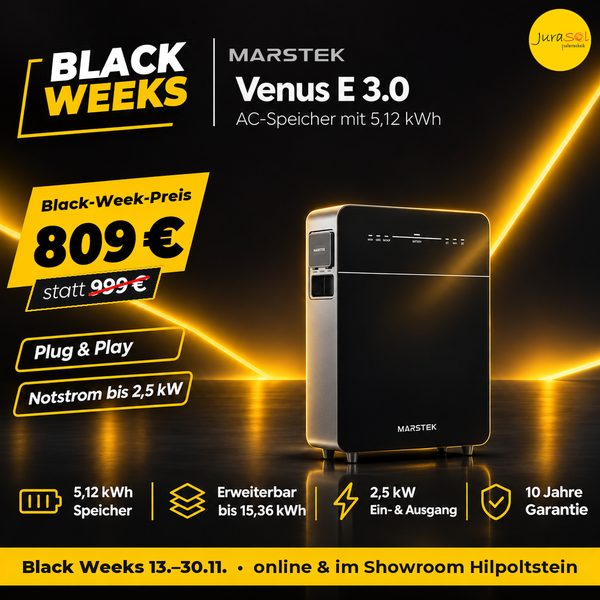 BLACK
WEEKS
MARSTEK
Venus E 3.0
AC-Speicher mit 5,12 kWh
JuraSol
Black-Week-Preis
809 €
statt 999 €
Plug & Play
Notstrom bis 2,5 kW
MARSTEK
MARSTEK
5,12 kWh
Speicher
Erweiterbar
bis 15,36 kWh
2,5 kW
Ein- & Ausgang
10 Jahre
Garantie
Black Weeks 13.–30.11. • online & im Showroom Hilpoltstein